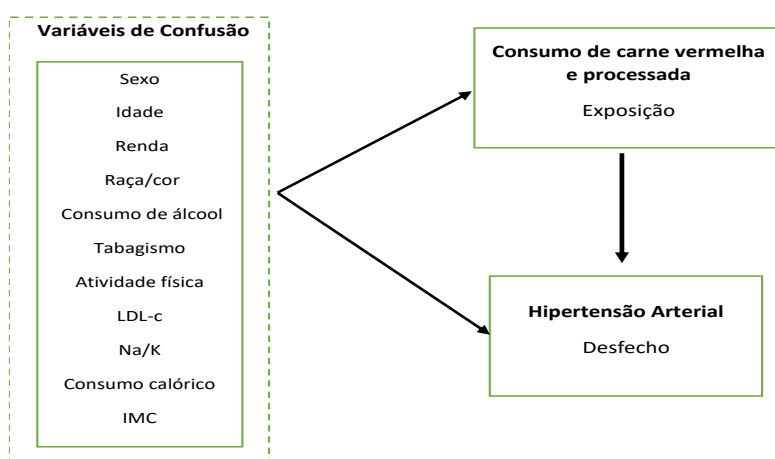 Variáveis de Confusão
Sexo
Idade
Renda
Raça/cor
Consumo de álcool
Tabagismo
Atividade física
LDL-c
Na/K
Consumo calórico
IMC
Consumo de carne vermelha
e processada
Exposição
Hipertensão Arterial
Desfecho